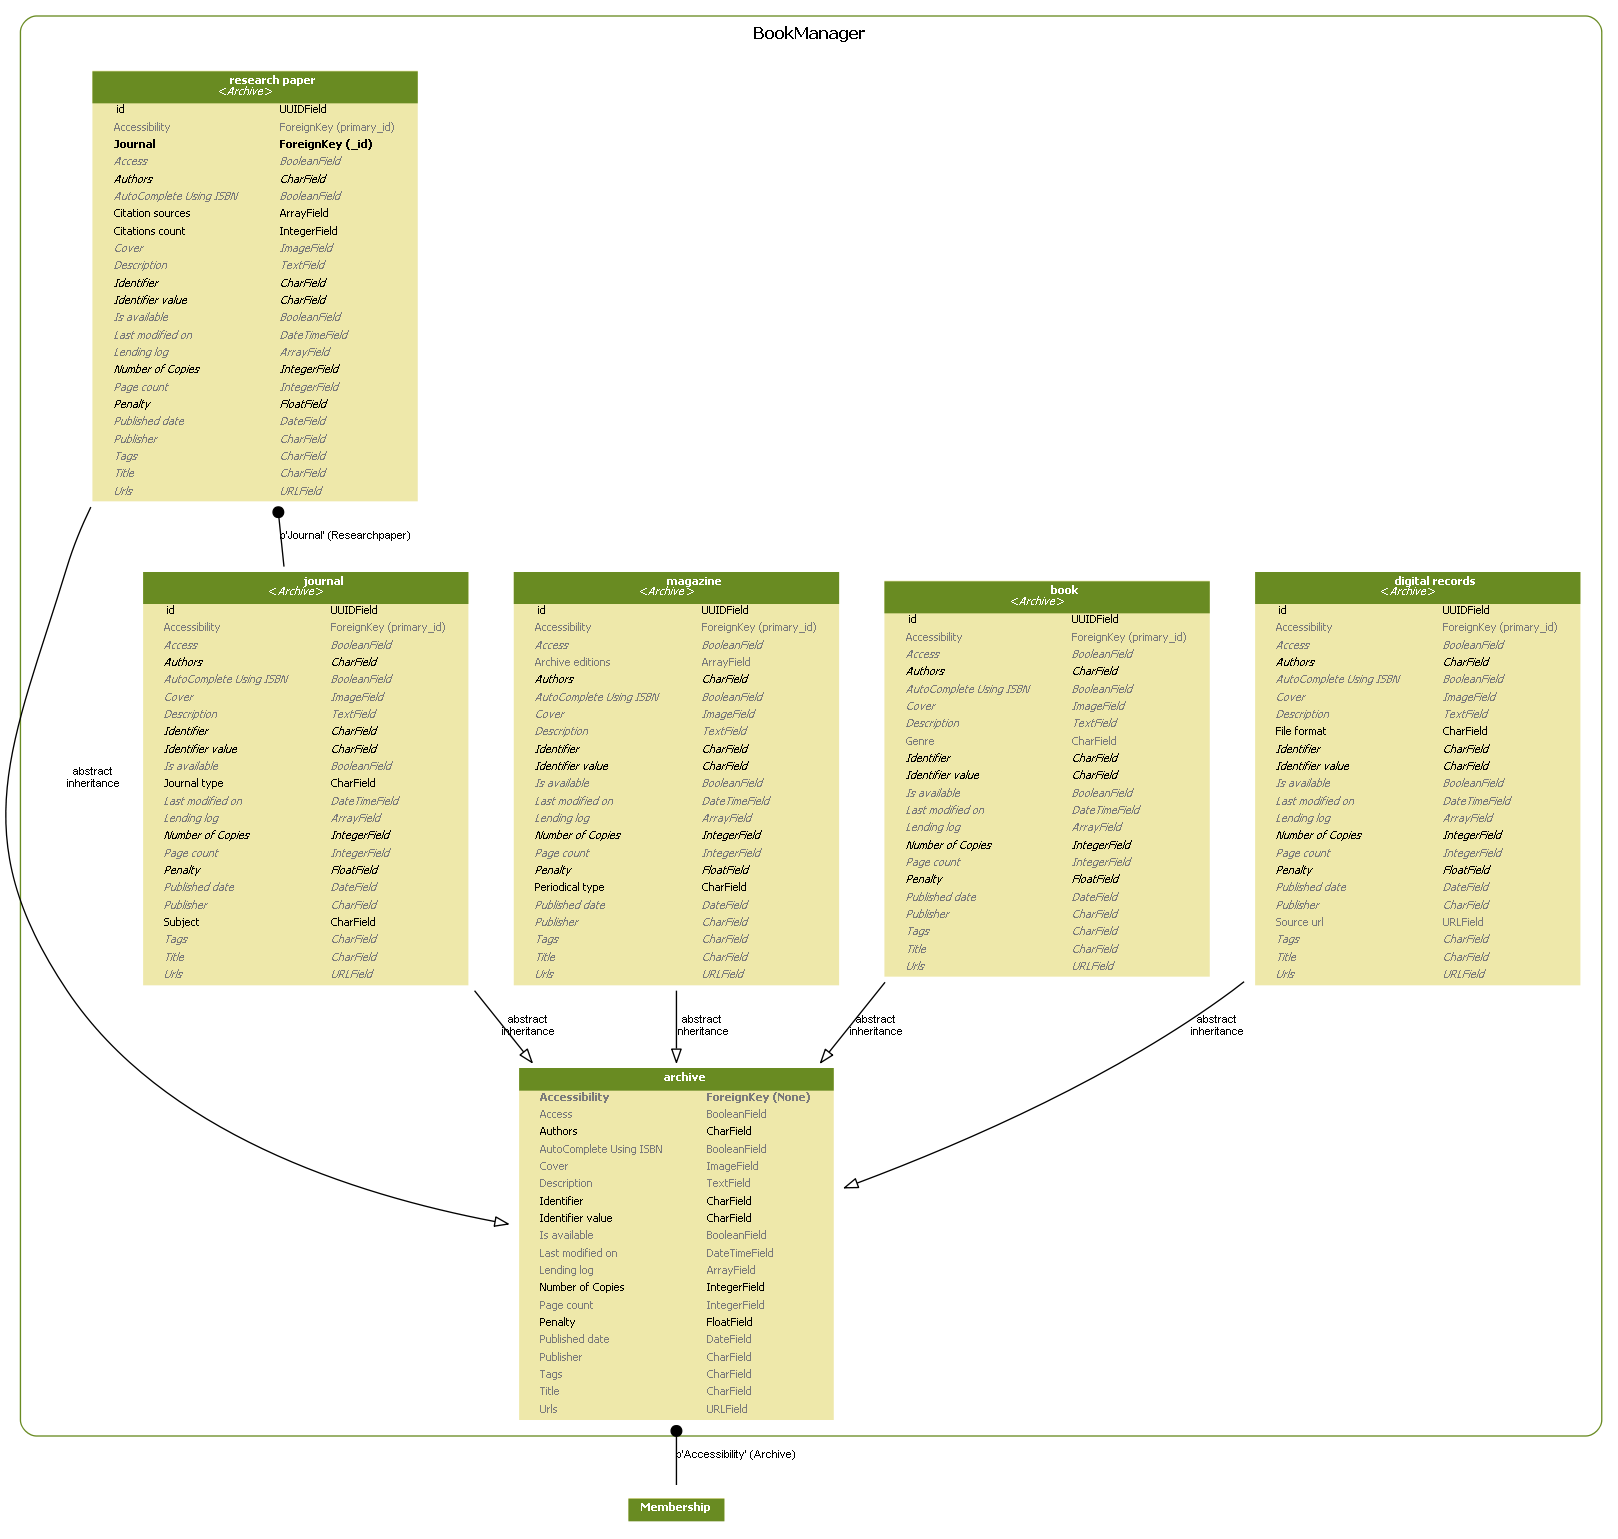 BookManager
research paper
<Archive>
id UUIDField
Accessibility ForeignKey (primary_id)
Journal ForeignKey (_id)
Access BooleanField
Authors CharField
AutoComplete Using ISBN BooleanField
Citation sources ArrayField
Citations count IntegerField
Cover ImageField
Description TextField
Identifier CharField
Identifier value CharField
Is available BooleanField
Last modified on DateTimeField
Lending log ArrayField
Number of Copies IntegerField
Page count IntegerField
Penalty FloatField
Published date DateField
Publisher CharField
Tags CharField
Title CharField
Urls URLField
b'Journal' (Researchpaper)
journal
<Archive>
id UUIDField
Accessibility ForeignKey (primary_id)
Access BooleanField
Authors CharField
AutoComplete Using ISBN BooleanField
Cover ImageField
Description TextField
Identifier CharField
Identifier value CharField
Is available BooleanField
Journal type CharField
Last modified on DateTimeField
Lending log ArrayField
Number of Copies IntegerField
Page count IntegerField
Penalty FloatField
Published date DateField
Publisher CharField
Subject CharField
Tags CharField
Title CharField
Urls URLField
magazine
<Archive>
id UUIDField
Accessibility ForeignKey (primary_id)
Access BooleanField
Archive editions ArrayField
Authors CharField
AutoComplete Using ISBN BooleanField
Cover ImageField
Description TextField
Identifier CharField
Identifier value CharField
Is available BooleanField
Last modified on DateTimeField
Lending log ArrayField
Number of Copies IntegerField
Page count IntegerField
Penalty FloatField
Periodical type CharField
Published date DateField
Publisher CharField
Tags CharField
Title CharField
Urls URLField
book
<Archive>
id UUIDField
Accessibility ForeignKey (primary_id)
Access BooleanField
Authors CharField
AutoComplete Using ISBN BooleanField
Cover ImageField
Description TextField
Genre CharField
Identifier CharField
Identifier value CharField
Is available BooleanField
Last modified on DateTimeField
Lending log ArrayField
Number of Copies IntegerField
Page count IntegerField
Penalty FloatField
Published date DateField
Publisher CharField
Tags CharField
Title CharField
Urls URLField
digital records
<Archive>
id UUIDField
Accessibility ForeignKey (primary_id)
Access BooleanField
Authors CharField
AutoComplete Using ISBN BooleanField
Cover ImageField
Description TextField
File format CharField
Identifier CharField
Identifier value CharField
Is available BooleanField
Last modified on DateTimeField
Lending log ArrayField
Number of Copies IntegerField
Page count IntegerField
Penalty FloatField
Published date DateField
Publisher CharField
Source url URLField
Tags CharField
Title CharField
Urls URLField
abstract
inheritance
abstract
inheritance
abstract
inheritance
abstract
inheritance
abstract
inheritance
archive
Accessibility ForeignKey (None)
Access BooleanField
Authors CharField
AutoComplete Using ISBN BooleanField
Cover ImageField
Description TextField
Identifier CharField
Identifier value CharField
Is available BooleanField
Last modified on DateTimeField
Lending log ArrayField
Number of Copies IntegerField
Page count IntegerField
Penalty FloatField
Published date DateField
Publisher CharField
Tags CharField
Title CharField
Urls URLField
b'Accessibility' (Archive)
Membership